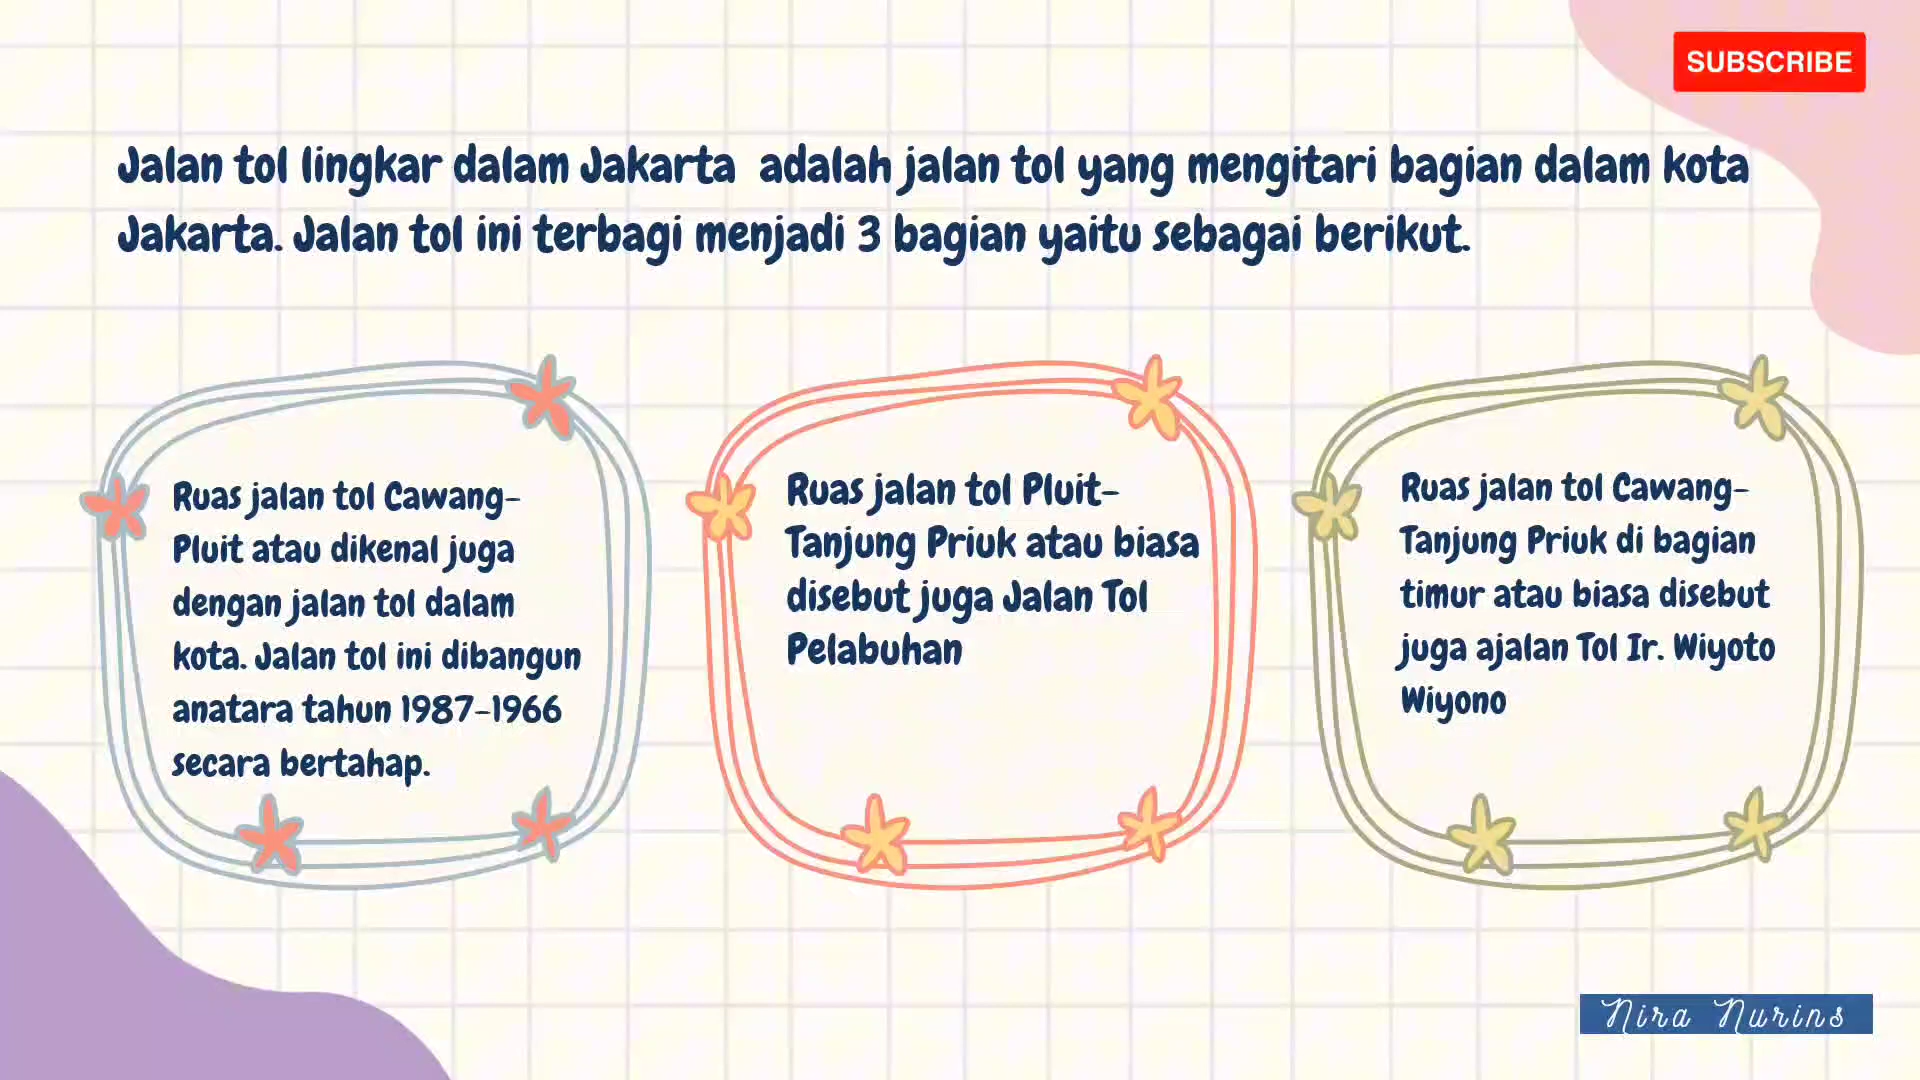 SUBSCRIBE
Jalan tol lingkar dalam Jakarta adalah jalan tol yang mengitari bagian dalam kota
Jakarta. Jalan tol ini terbagi menjadi 3 bagian yaitu sebagai berikut.
Ruas jalan tol Cawang-
Pluit atau dikenal juga
dengan jalan tol dalam
kota. Jalan tol ini dibangun
anatara tahun 1987-1966
secara bertahap.
Ruas jalan tol Pluit-
Tanjung Priuk atau biasa
disebut juga Jalan Tol
Pelabuhan
Ruas jalan tol Cawang-
Tanjung Priuk di bagian
timur atau biasa disebut
juga ajalan Tol Ir. Wiyoto
Wiyono
Nira Nurins